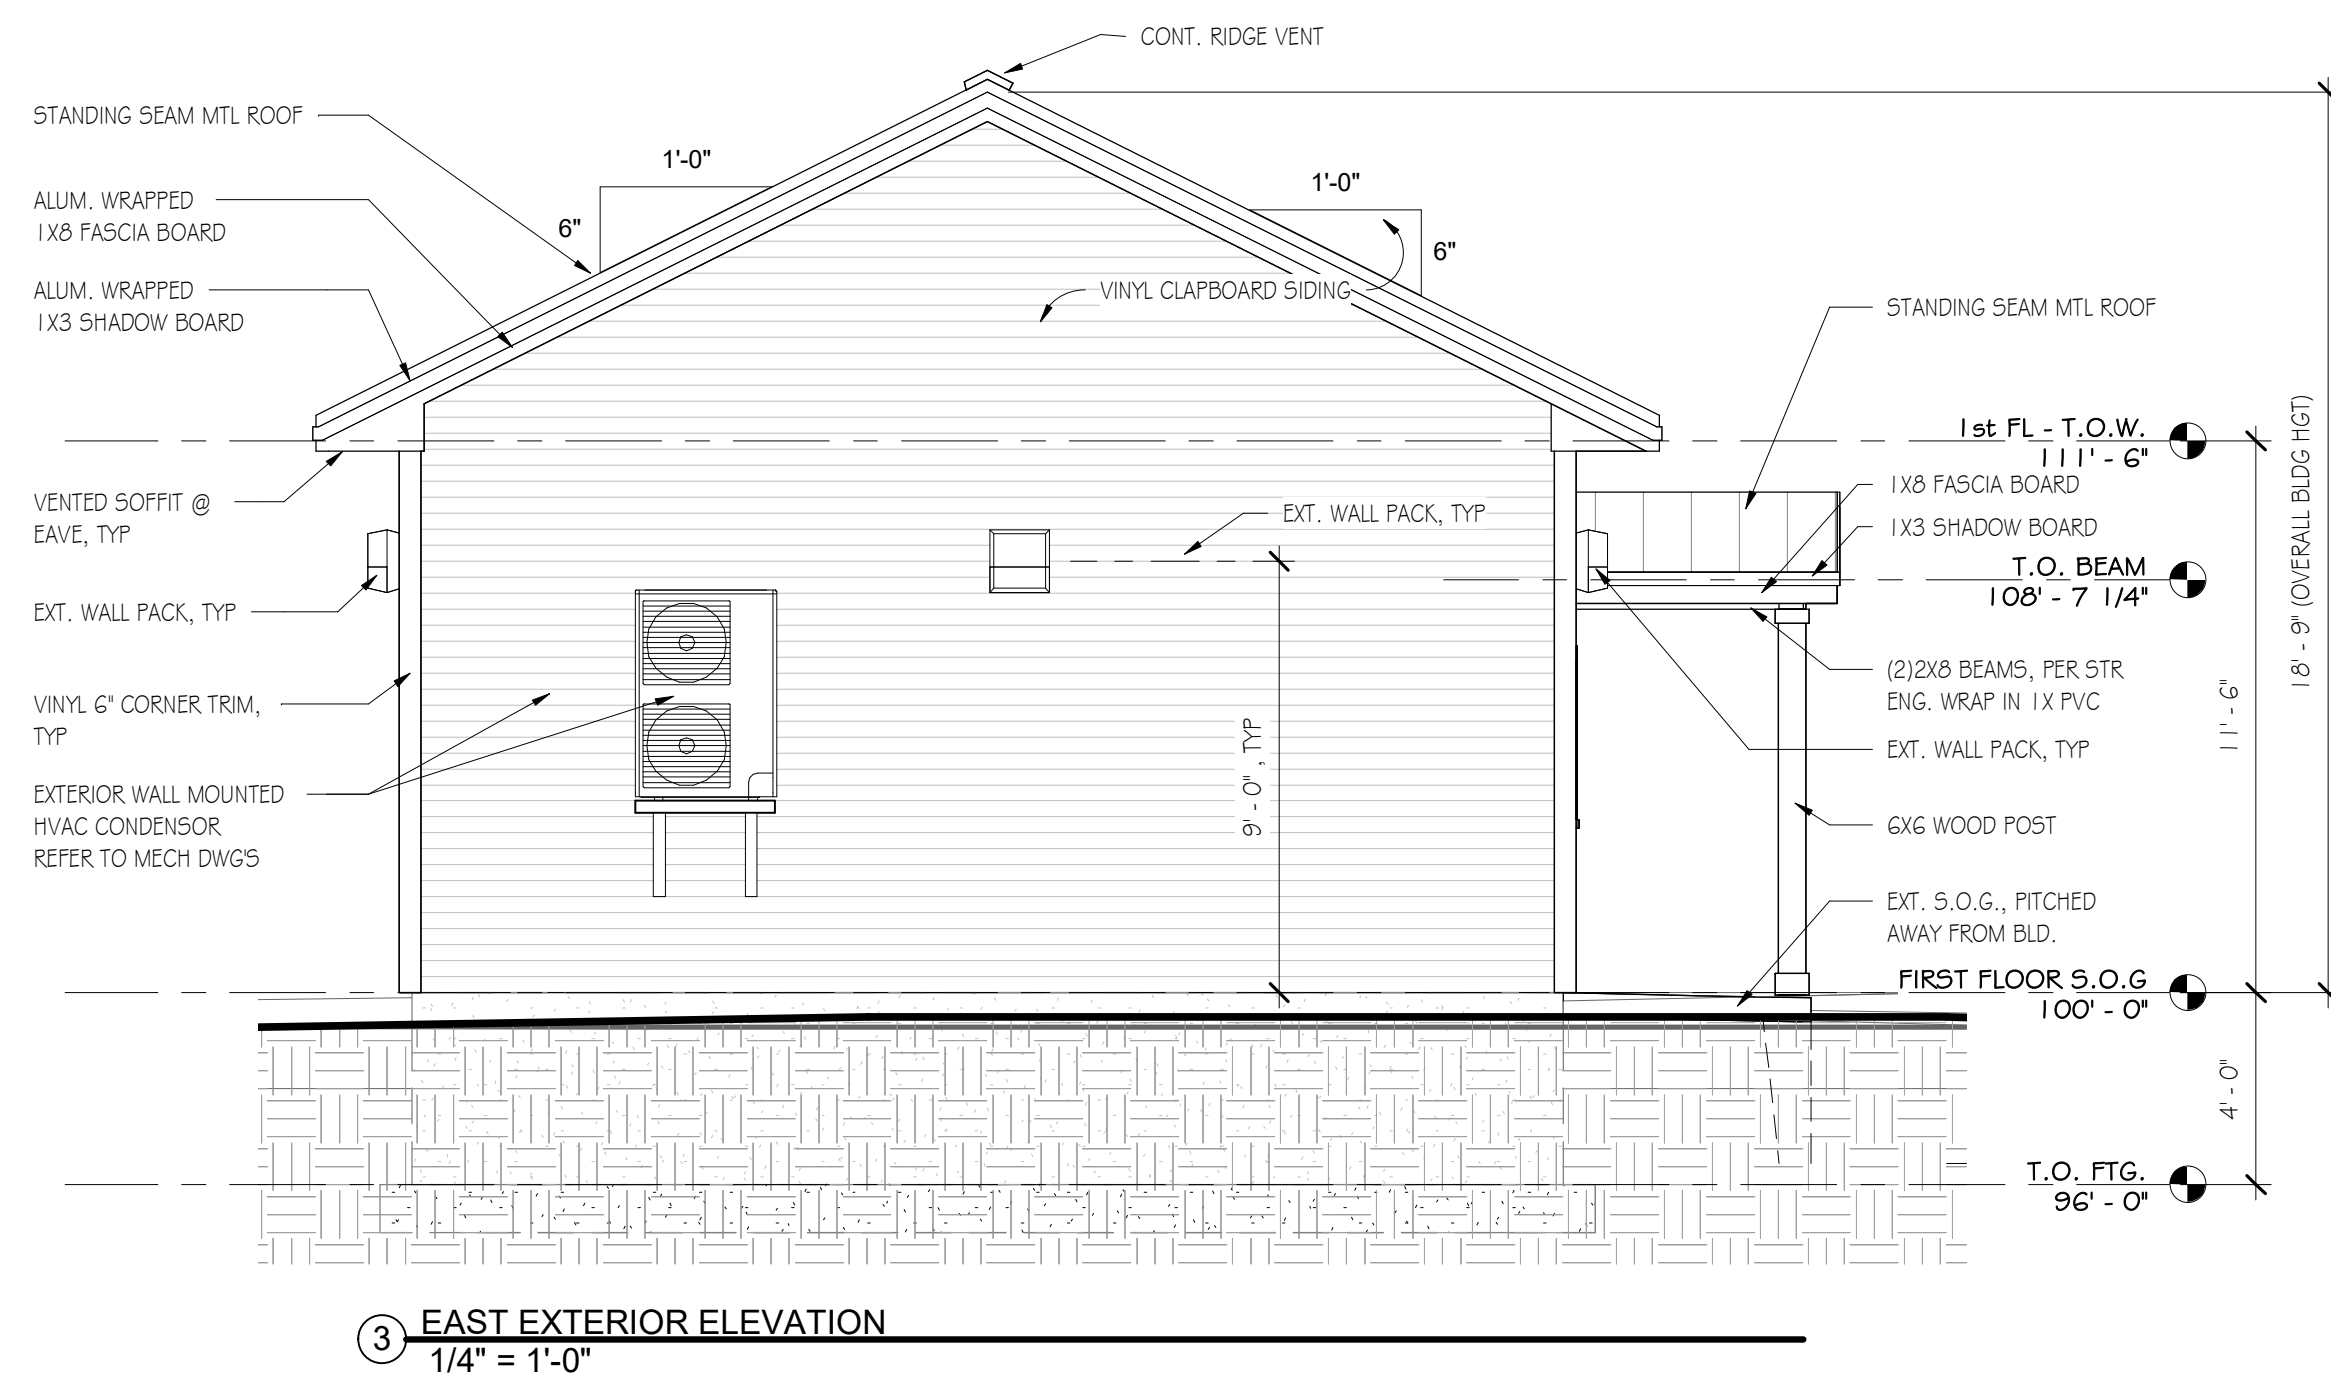 CONT. RIDGE VENT
STANDING SEAM MTL ROOF
1'-0"
6"
1'-0"
6"
ALUM. WRAPPED
1X8 FASCIA BOARD
ALUM. WRAPPED
1X3 SHADOW BOARD
VINYL CLAPBOARD SIDING
STANDING SEAM MTL ROOF
1st FL - T.O.W.
111' - 6"
18' - 9" (OVERALL BLDG HGT)
VENTED SOFFIT @
EAVE, TYP
EXT. WALL PACK, TYP
1X8 FASCIA BOARD
1X3 SHADOW BOARD
T.O. BEAM
108' - 7 1/4"
EXT. WALL PACK, TYP
(2)2X8 BEAMS, PER STR
ENG. WRAP IN 1X PVC
11' - 6"
VINYL 6" CORNER TRIM,
TYP
9' - 0" , TYP
EXT. WALL PACK, TYP
EXTERIOR WALL MOUNTED
HVAC CONDENSOR
REFER TO MECH DWG'S
6X6 WOOD POST
EXT. S.O.G., PITCHED
AWAY FROM BLD.
FIRST FLOOR S.O.G
100' - 0"
4' - 0"
T.O. FTG.
96' - 0"
3
EAST EXTERIOR ELEVATION
1/4" = 1'-0"